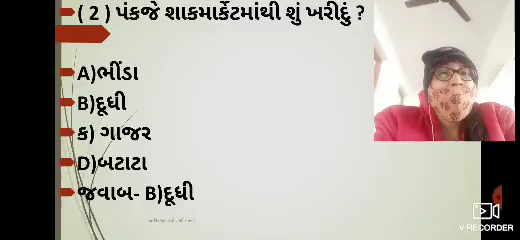 ( 2 ) પંકજે શાકમાર્કેટમાંથી શું ખરીદું ?
A)ભીંડા
B)દૂધી
ક) ગાજર
D)બટાટા
જવાબ- B)દૂધી
V RECORDER